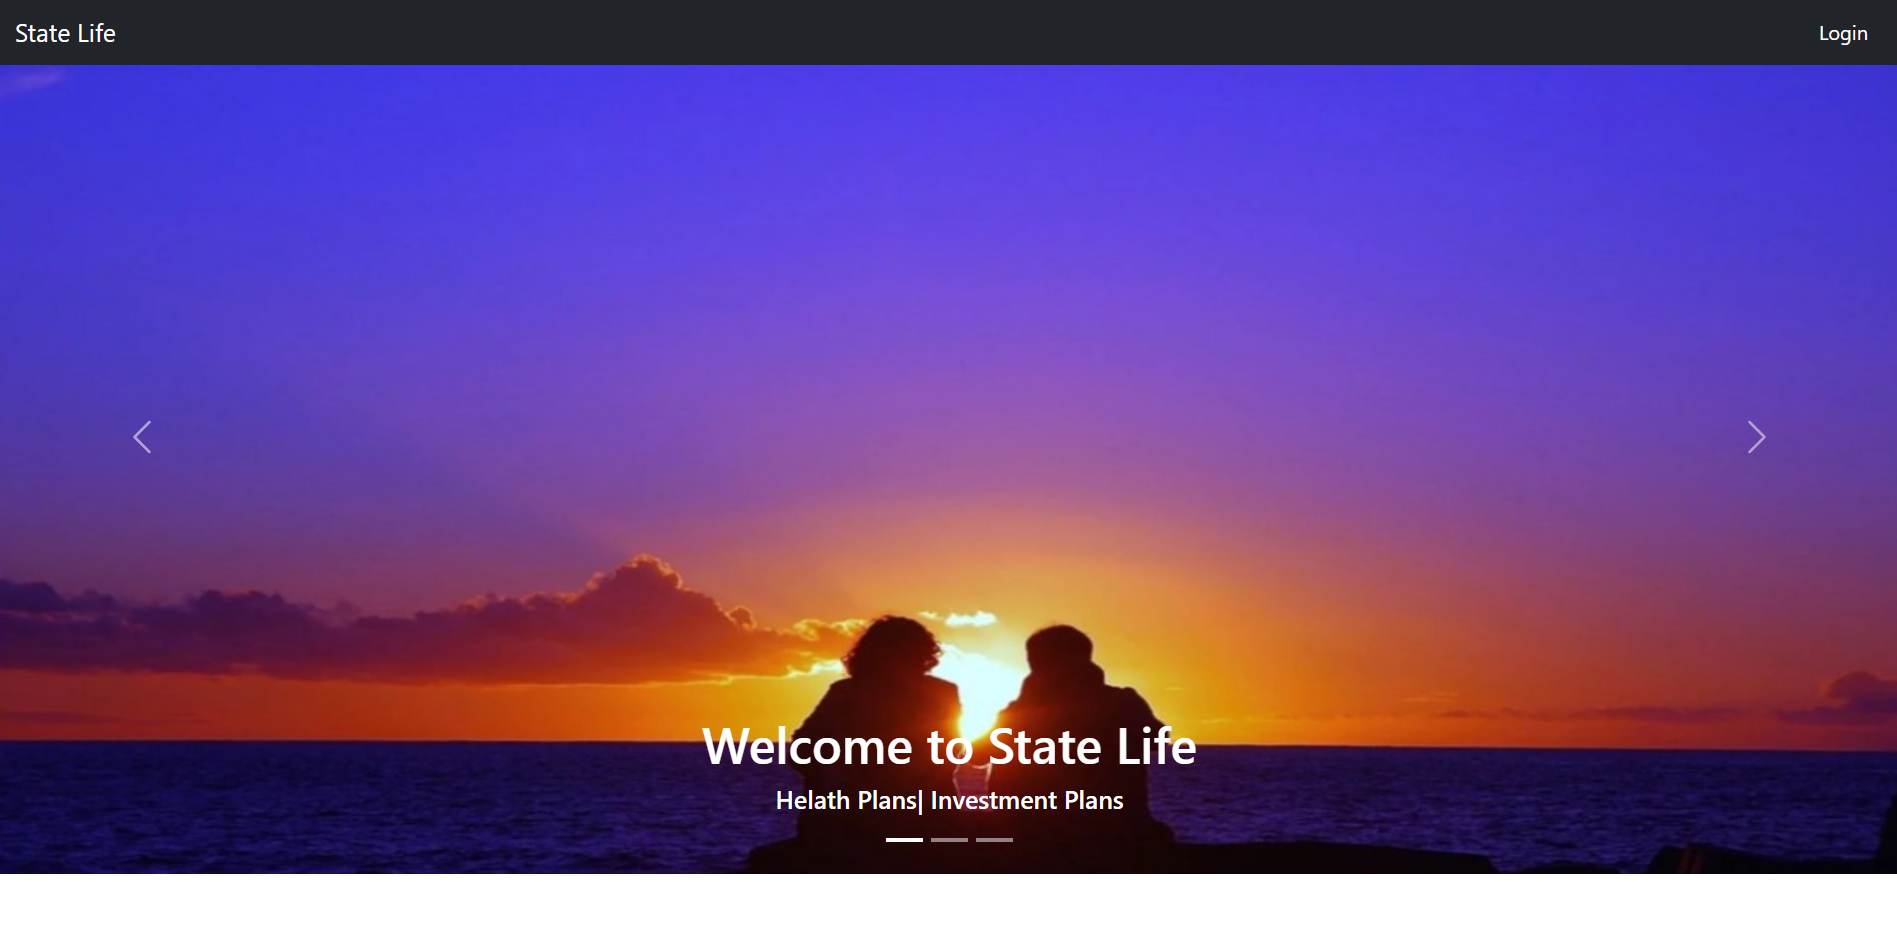 State Life
Login
Welcome to State Life
Helath Plans| Investment Plans